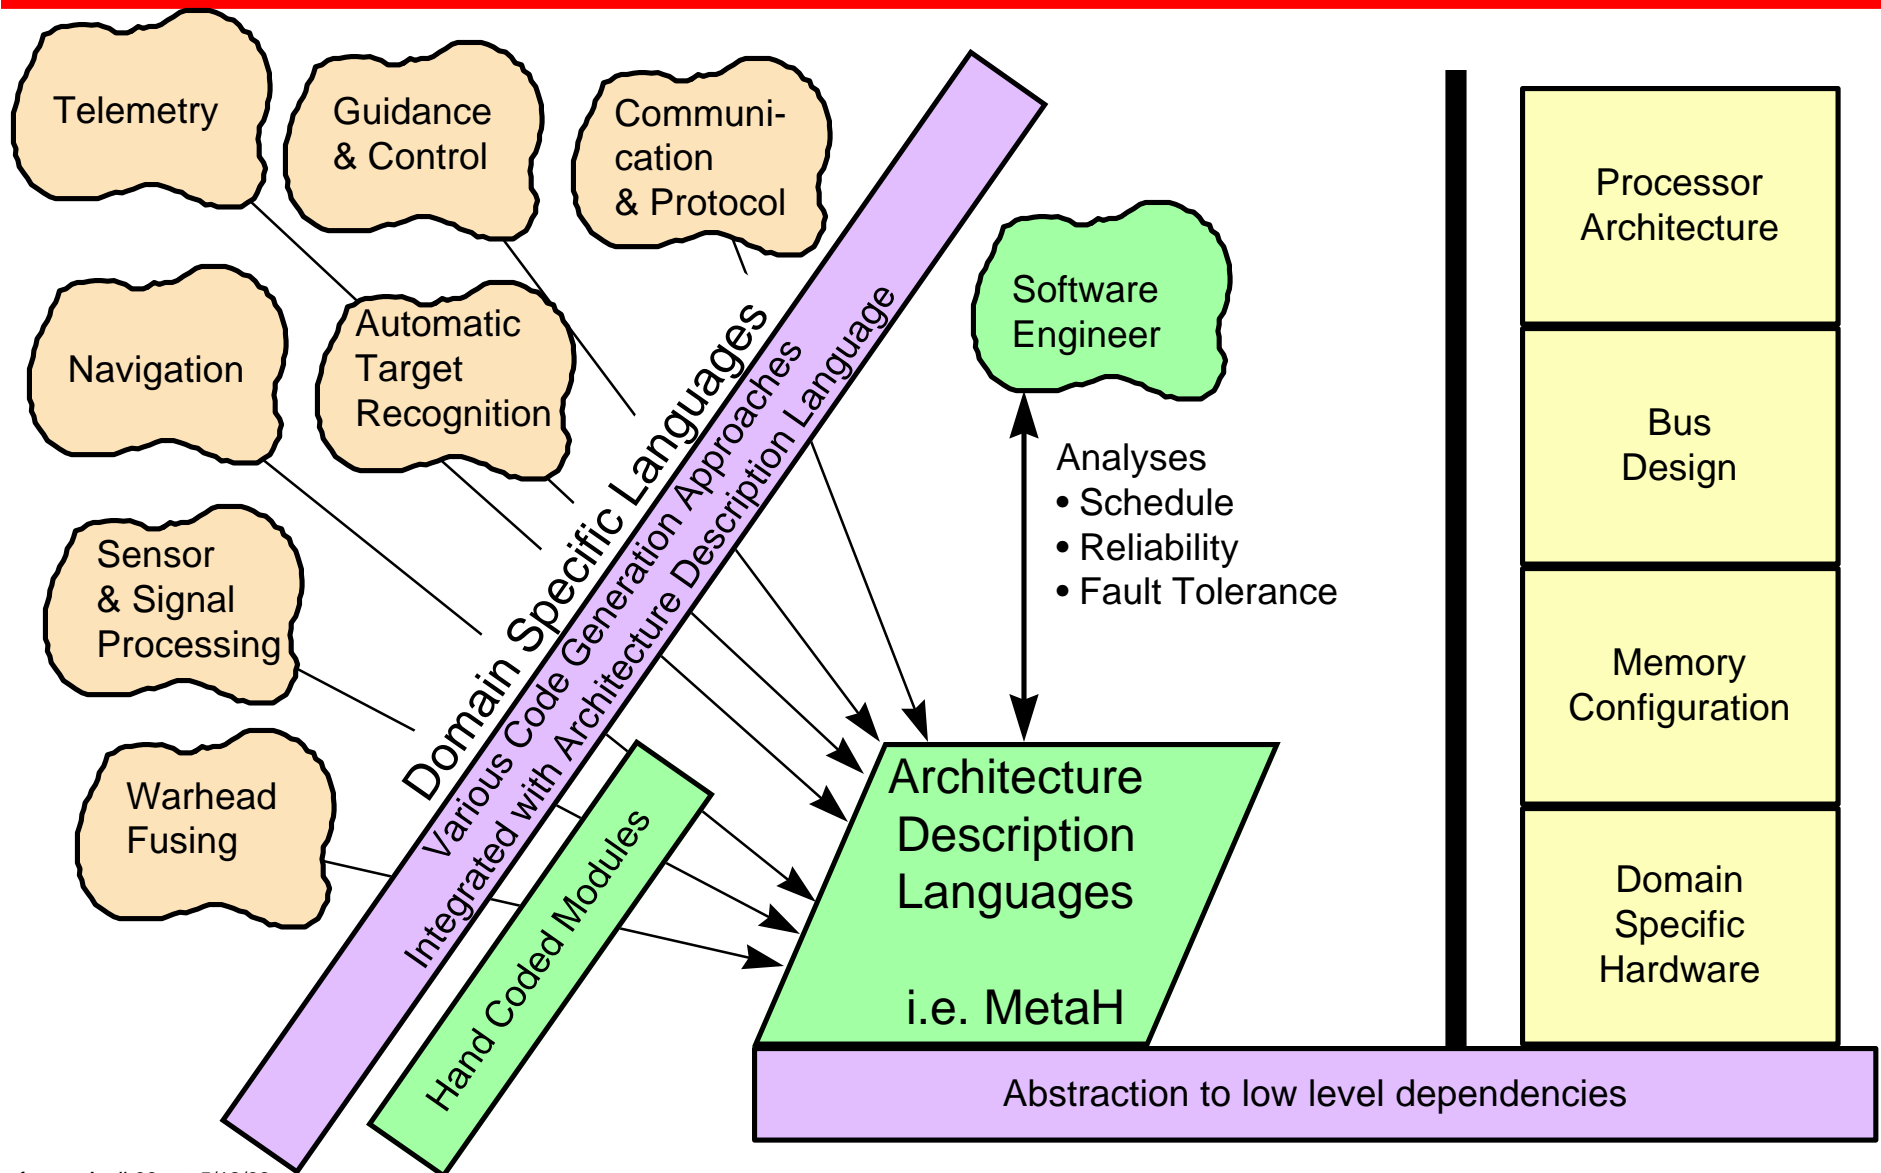 Telemetry
Guidance
& Control
Communi-
cation
& Protocol
Navigation
Automatic
Target
Recognition
Sensor
& Signal
Processing
Warhead
Fusing
Domain Specific Languages
Various Code Generation Approaches
Integrated with Architecture Description Language
Hand Coded Modules
Software
Engineer
Analyses
• Schedule
• Reliability
• Fault Tolerance
Architecture
Description
Languages
i.e. MetaH
Processor
Architecture
Bus
Design
Memory
Configuration
Domain
Specific
Hardware
Abstraction to low level dependencies